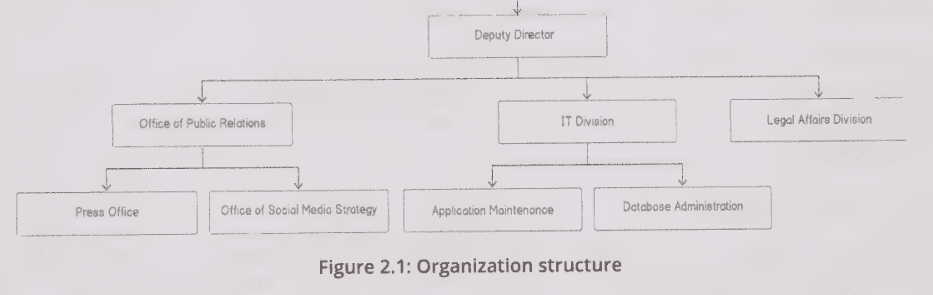 Deputy Director
Office of Public Relations
IT Division
Legal Affairs Division
Press Office
Office of Social Media Strategy
Application Maintenance
Database Administration
Figure 2.1: Organization structure